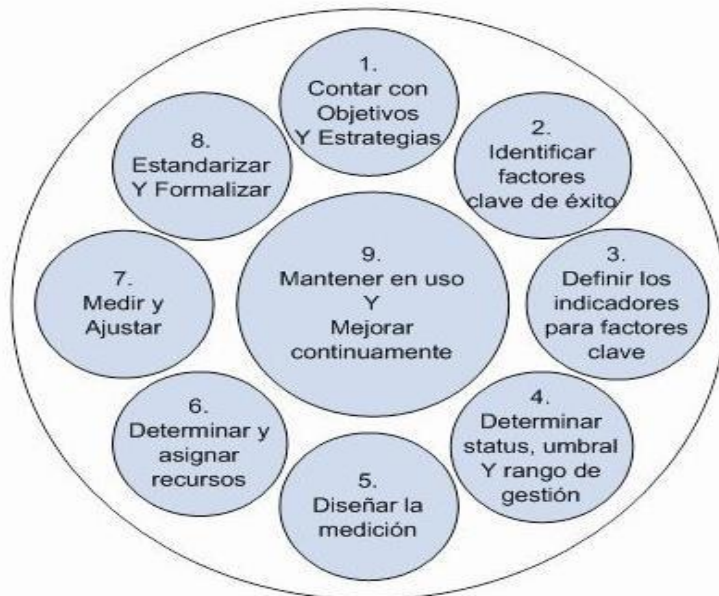 1.
Contar con
Objetivos
Y Estrategias
2.
Identificar
factores
clave de éxito
3.
Definir los
indicadores
para factores
clave
4.
Determinar
status, umbral
Y rango de
gestión
5.
Diseñar la
medición
6.
Determinar y
asignar
recursos
7.
Medir y
Ajustar
8.
Estandarizar
Y Formalizar
9.
Mantener en uso
Y
Mejorar
continuamente